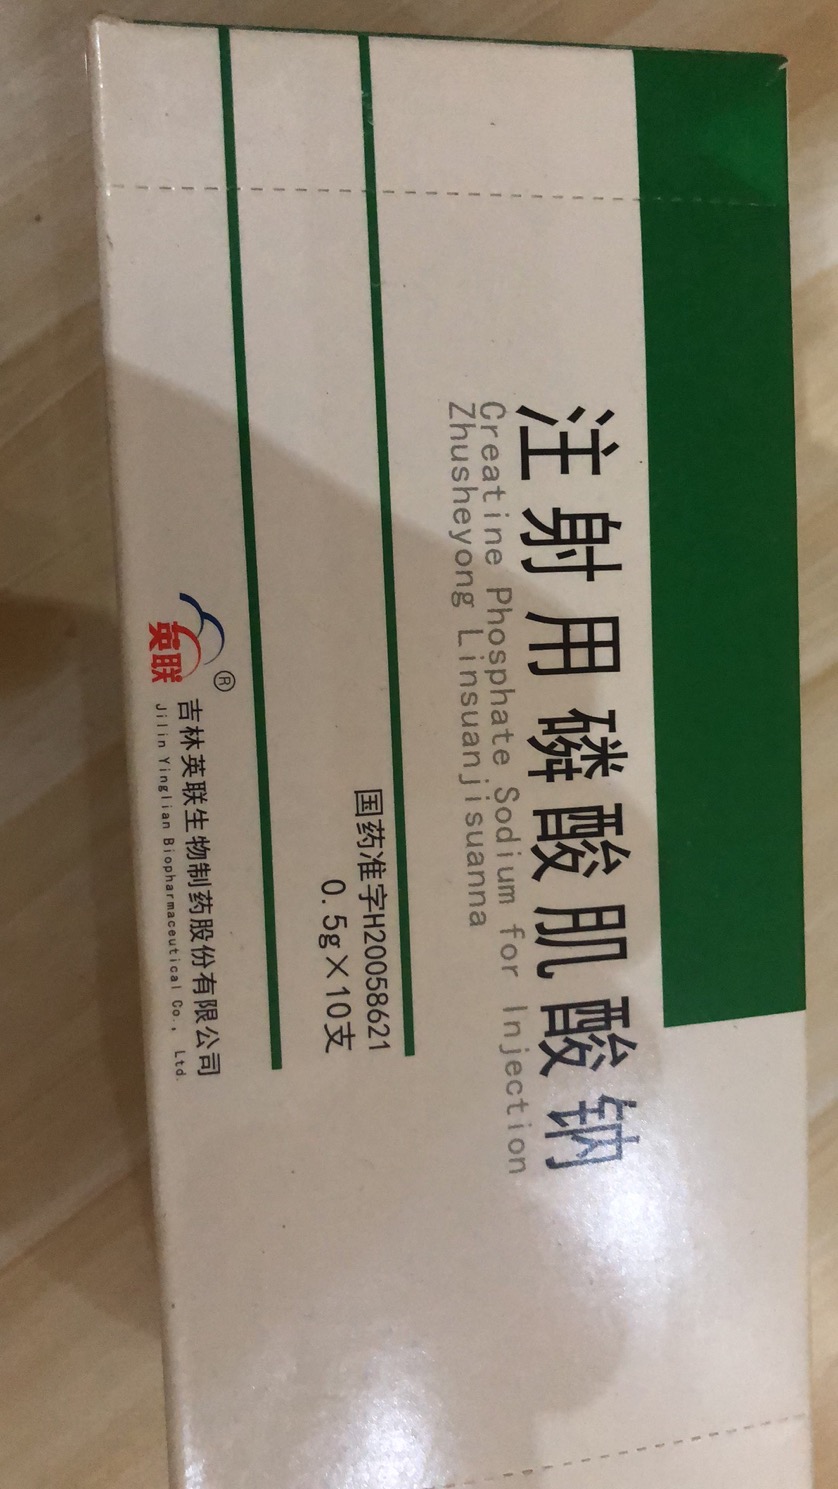 注射用磷酸肌酸钠
Creatine Phosphate Sodium for Injection
Zhusheyong Linsuanjisuanna
国药准字H20058621
0.5g×10支
英联®
吉林英联生物制药股份有限公司
Jilin Yinglian Biopharmaceutical Co., Ltd.